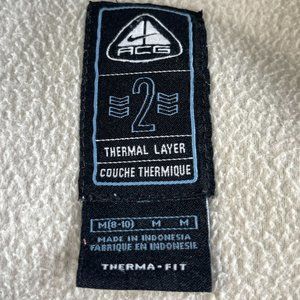 ACG
2
THERMAL LAYER
COUCHE THERMIQUE
M(8-10) M M
MADE IN INDONESIA
FABRIQUE EN INDONESIE
THERMA-FIT